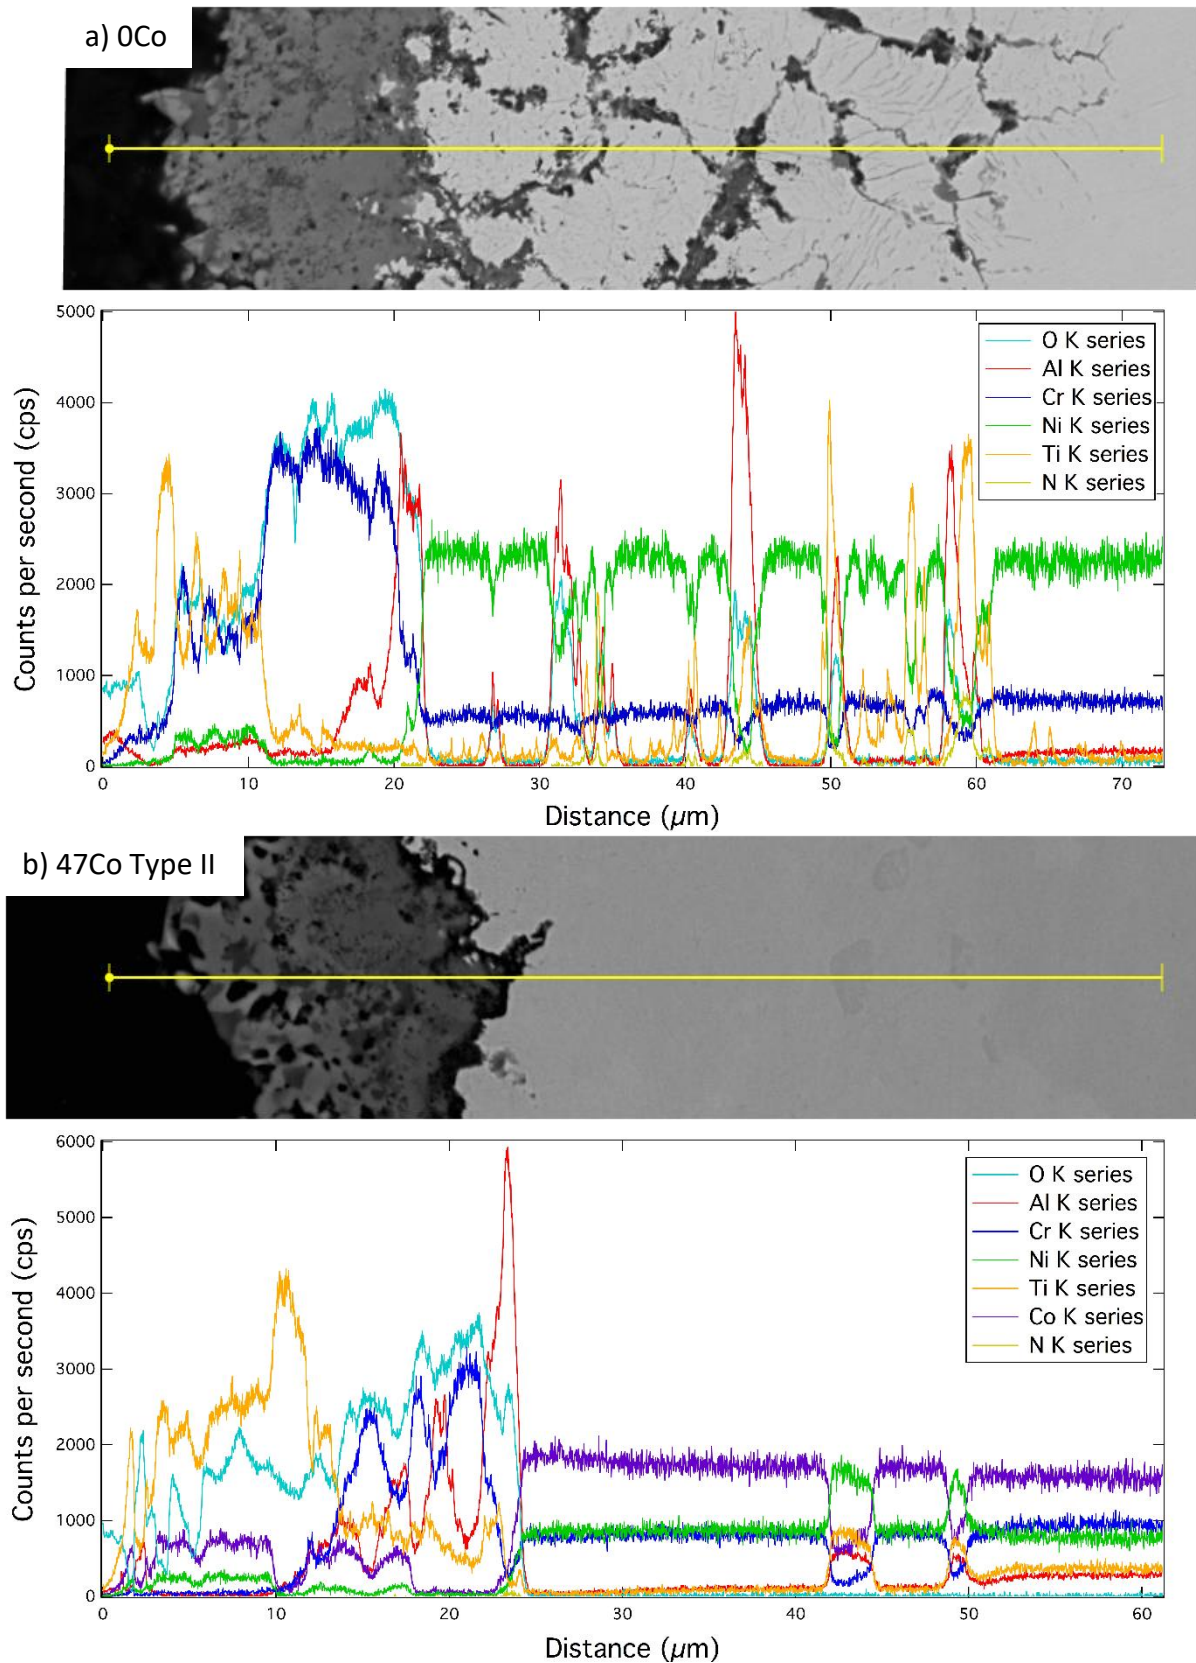 a) 0Co
5000
4000
3000
2000
1000
0
Counts per second (cps)
O K series
Al K series
Cr K series
Ni K series
Ti K series
N K series
0 10 20 30 40 50 60 70
Distance (µm)
b) 47Co Type II
6000
5000
4000
3000
2000
1000
0
Counts per second (cps)
O K series
Al K series
Cr K series
Ni K series
Ti K series
Co K series
N K series
0 10 20 30 40 50 60
Distance (µm)